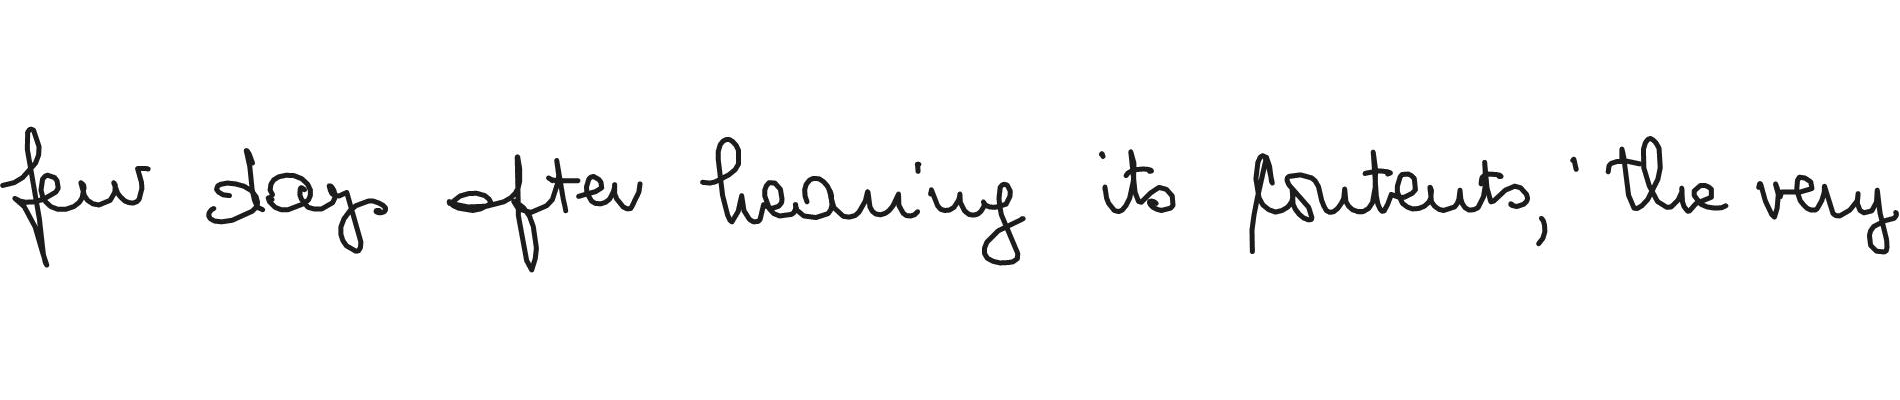 few days after hearing its contents, 'the very